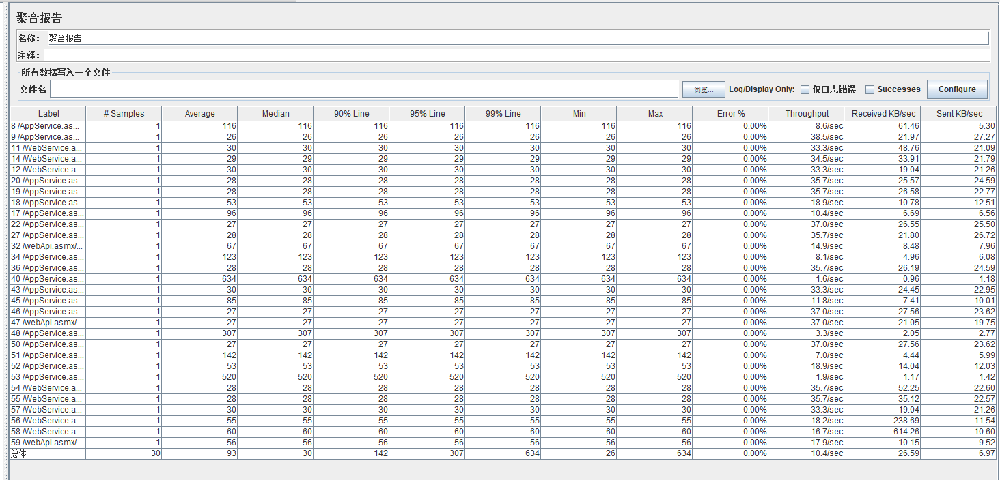 聚合报告
名称： 聚合报告
注释：
所有数据写入一个文件
文件名 浏览... Log/Display Only: 仅日志错误 Successes Configure
Label # Samples Average Median 90% Line 95% Line 99% Line Min Max Error % Throughput Received KB/sec Sent KB/sec
8 /AppService.as... 1 116 116 116 116 116 116 116 0.00% 8.6/sec 61.46 5.30
9 /AppService.as... 1 26 26 26 26 26 26 26 0.00% 38.5/sec 21.97 27.27
11 /WebService.a... 1 30 30 30 30 30 30 30 0.00% 33.3/sec 48.76 21.09
14 /WebService.a... 1 29 29 29 29 29 29 29 0.00% 34.5/sec 33.91 21.79
12 /WebService.a... 1 30 30 30 30 30 30 30 0.00% 33.3/sec 19.04 21.26
20 /AppService.as... 1 28 28 28 28 28 28 28 0.00% 35.7/sec 25.57 24.59
19 /AppService.as... 1 28 28 28 28 28 28 28 0.00% 35.7/sec 26.58 22.77
18 /AppService.as... 1 53 53 53 53 53 53 53 0.00% 18.9/sec 10.78 12.51
17 /AppService.as... 1 96 96 96 96 96 96 96 0.00% 10.4/sec 6.69 6.56
22 /AppService.as... 1 27 27 27 27 27 27 27 0.00% 37.0/sec 26.55 25.50
27 /AppService.as... 1 28 28 28 28 28 28 28 0.00% 35.7/sec 21.80 26.72
32 /webApi.asmx/... 1 67 67 67 67 67 67 67 0.00% 14.9/sec 8.48 7.96
34 /AppService.as... 1 123 123 123 123 123 123 123 0.00% 8.1/sec 4.96 6.08
36 /AppService.as... 1 28 28 28 28 28 28 28 0.00% 35.7/sec 26.19 24.59
40 /AppService.as... 1 634 634 634 634 634 634 634 0.00% 1.6/sec 0.96 1.18
43 /AppService.as... 1 30 30 30 30 30 30 30 0.00% 33.3/sec 24.45 22.95
45 /AppService.as... 1 85 85 85 85 85 85 85 0.00% 11.8/sec 7.41 10.01
46 /AppService.as... 1 27 27 27 27 27 27 27 0.00% 37.0/sec 27.56 23.62
47 /webApi.asmx/... 1 27 27 27 27 27 27 27 0.00% 37.0/sec 21.05 19.75
48 /AppService.as... 1 307 307 307 307 307 307 307 0.00% 3.3/sec 2.05 2.77
50 /AppService.as... 1 27 27 27 27 27 27 27 0.00% 37.0/sec 27.56 23.62
51 /AppService.as... 1 142 142 142 142 142 142 142 0.00% 7.0/sec 4.44 5.99
52 /AppService.as... 1 53 53 53 53 53 53 53 0.00% 18.9/sec 14.04 12.03
53 /AppService.as... 1 520 520 520 520 520 520 520 0.00% 1.9/sec 1.17 1.42
54 /WebService.a... 1 28 28 28 28 28 28 28 0.00% 35.7/sec 52.25 22.60
55 /WebService.a... 1 28 28 28 28 28 28 28 0.00% 35.7/sec 35.12 22.57
57 /WebService.a... 1 30 30 30 30 30 30 30 0.00% 33.3/sec 19.04 21.26
56 /WebService.a... 1 55 55 55 55 55 55 55 0.00% 18.2/sec 238.69 11.54
58 /WebService.a... 1 60 60 60 60 60 60 60 0.00% 16.7/sec 614.26 10.60
59 /webApi.asmx/... 1 56 56 56 56 56 56 56 0.00% 17.9/sec 10.15 9.52
总体 30 93 30 142 307 634 26 634 0.00% 10.4/sec 26.59 6.97